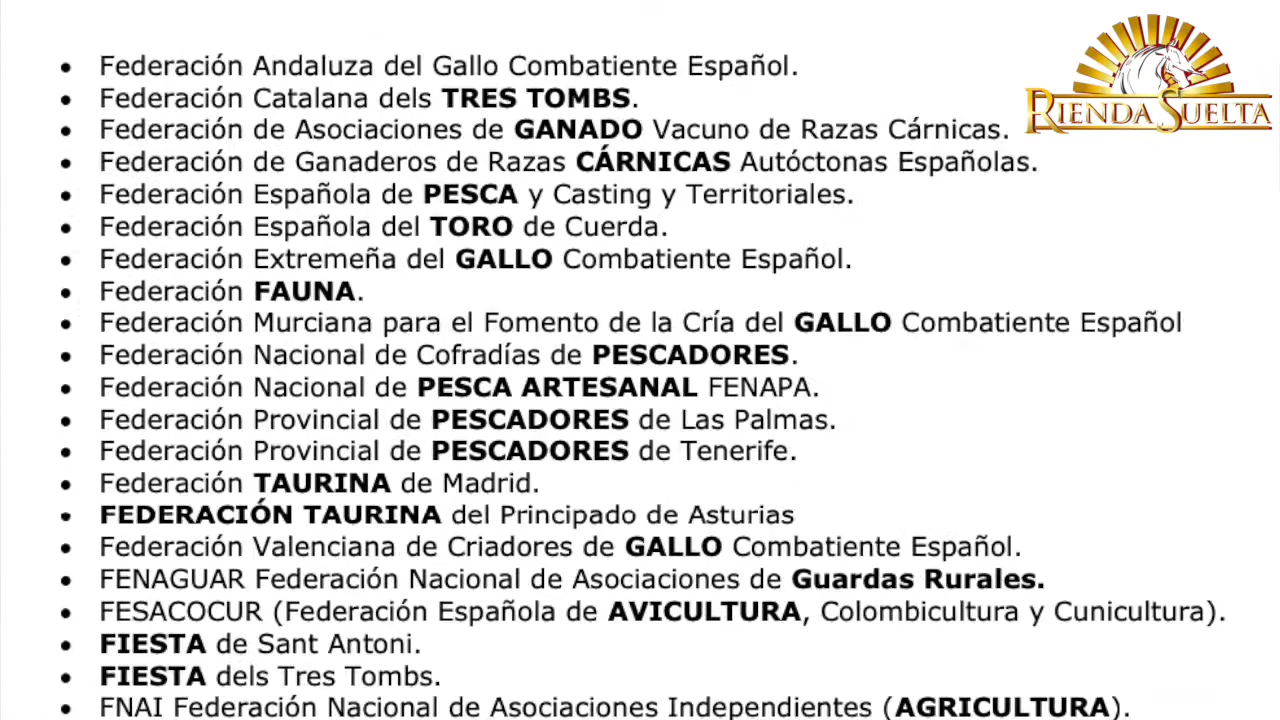 • Federación Andaluza del Gallo Combatiente Español.
• Federación Catalana dels TRES TOMBS.
• Federación de Asociaciones de GANADO Vacuno de Razas Cárnicas.
• Federación de Ganaderos de Razas CÁRNICAS Autóctonas Españolas.
• Federación Española de PESCA y Casting y Territoriales.
• Federación Española del TORO de Cuerda.
• Federación Extremeña del GALLO Combatiente Español.
• Federación FAUNA.
• Federación Murciana para el Fomento de la Cría del GALLO Combatiente Español
• Federación Nacional de Cofradías de PESCADORES.
• Federación Nacional de PESCA ARTESANAL FENAPA.
• Federación Provincial de PESCADORES de Las Palmas.
• Federación Provincial de PESCADORES de Tenerife.
• Federación TAURINA de Madrid.
• FEDERACIÓN TAURINA del Principado de Asturias
• Federación Valenciana de Criadores de GALLO Combatiente Español.
• FENAGUAR Federación Nacional de Asociaciones de Guardas Rurales.
• FESACOCUR (Federación Española de AVICULTURA, Colombicultura y Cunicultura).
• FIESTA de Sant Antoni.
• FIESTA dels Tres Tombs.
• FNAI Federación Nacional de Asociaciones Independientes (AGRICULTURA).
RIENDA SUELTA